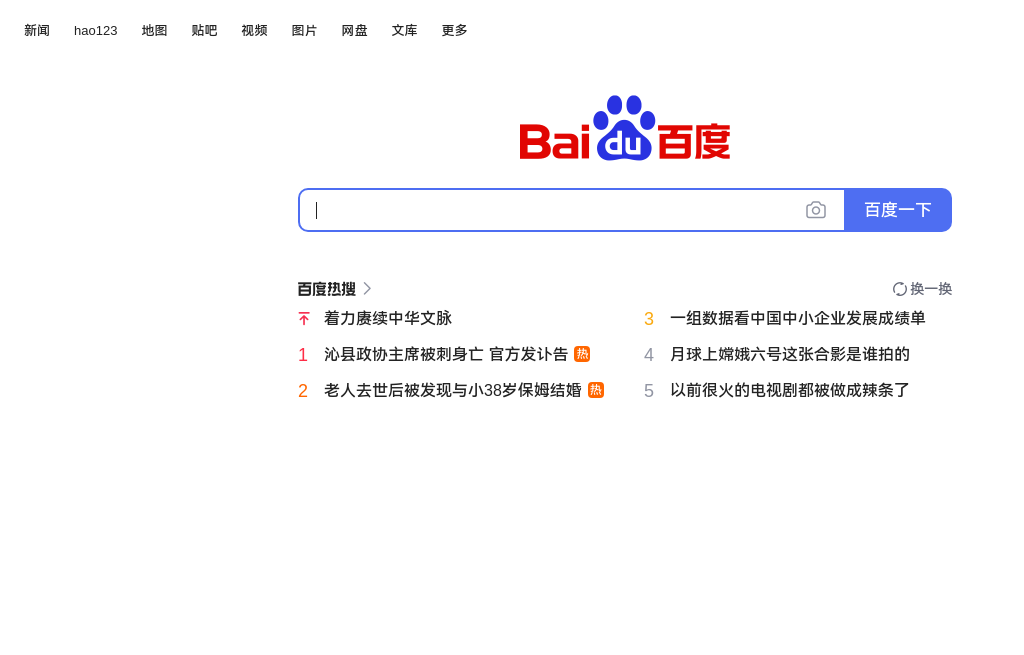 新闻 hao123 地图 贴吧 视频 图片 网盘 文库 更多
Bai du 百度
百度一下
百度热搜 换一换
着力赓续中华文脉
1 沁县政协主席被刺身亡 官方发讣告 热
2 老人去世后被发现与小38岁保姆结婚 热
3 一组数据看中国中小企业发展成绩单
4 月球上嫦娥六号这张合影是谁拍的
5 以前很火的电视剧都被做成辣条了